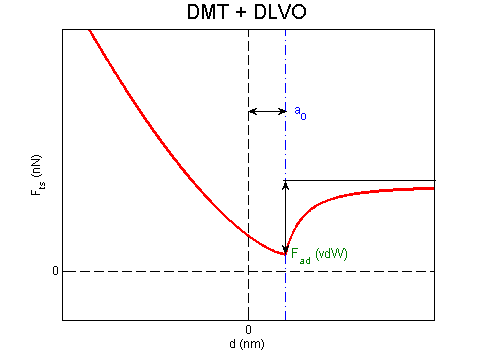 DMT + DLVO
a0
Fts (nN)
Fad (vdW)
0
0
d (nm)